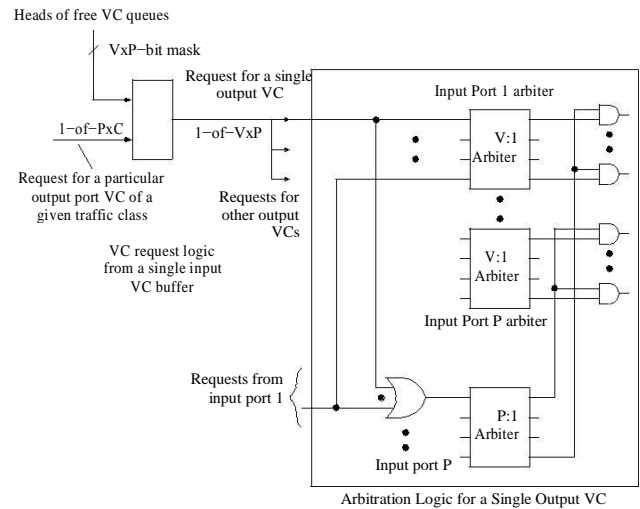 Heads of free VC queues
VxP−bit mask
Request for a single
output VC
1−of−PxC
1−of−VxP
Request for a particular
output port VC of a
given traffic class
Requests for
other output
VCs
VC request logic
from a single input
VC buffer
Input Port 1 arbiter
V:1
Arbiter
V:1
Arbiter
Input Port P arbiter
Requests from
input port 1
P:1
Arbiter
Input port P
Arbitration Logic for a Single Output VC